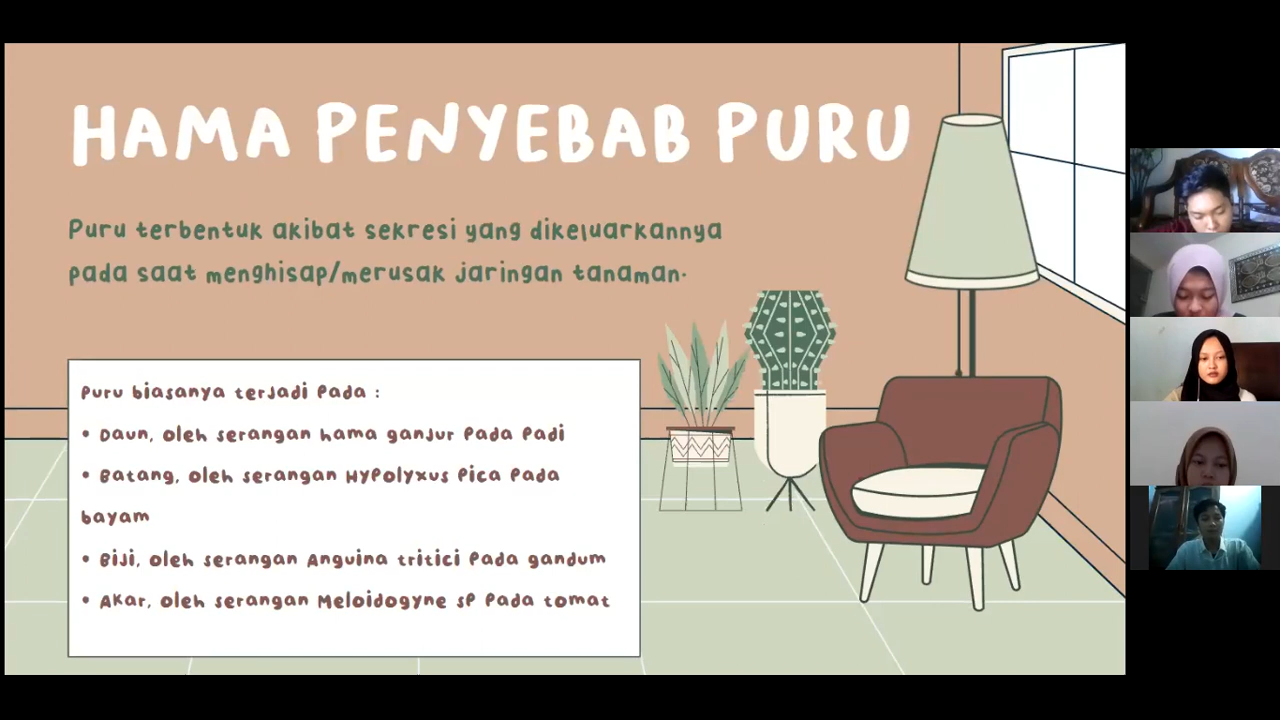 HAMA PENYEBAB PURU
Puru terbentuk akibat sekresi yang dikeluarkannya
pada saat menghisap/merusak jaringan tanaman.
Puru biasanya terjadi pada :
• Daun, oleh serangan hama ganjur pada padi
• Batang, oleh serangan Hypolyxus pica pada
bayam
• Biji, oleh serangan Anguina tritici pada gandum
• Akar, oleh serangan Meloidogyne sp pada tomat